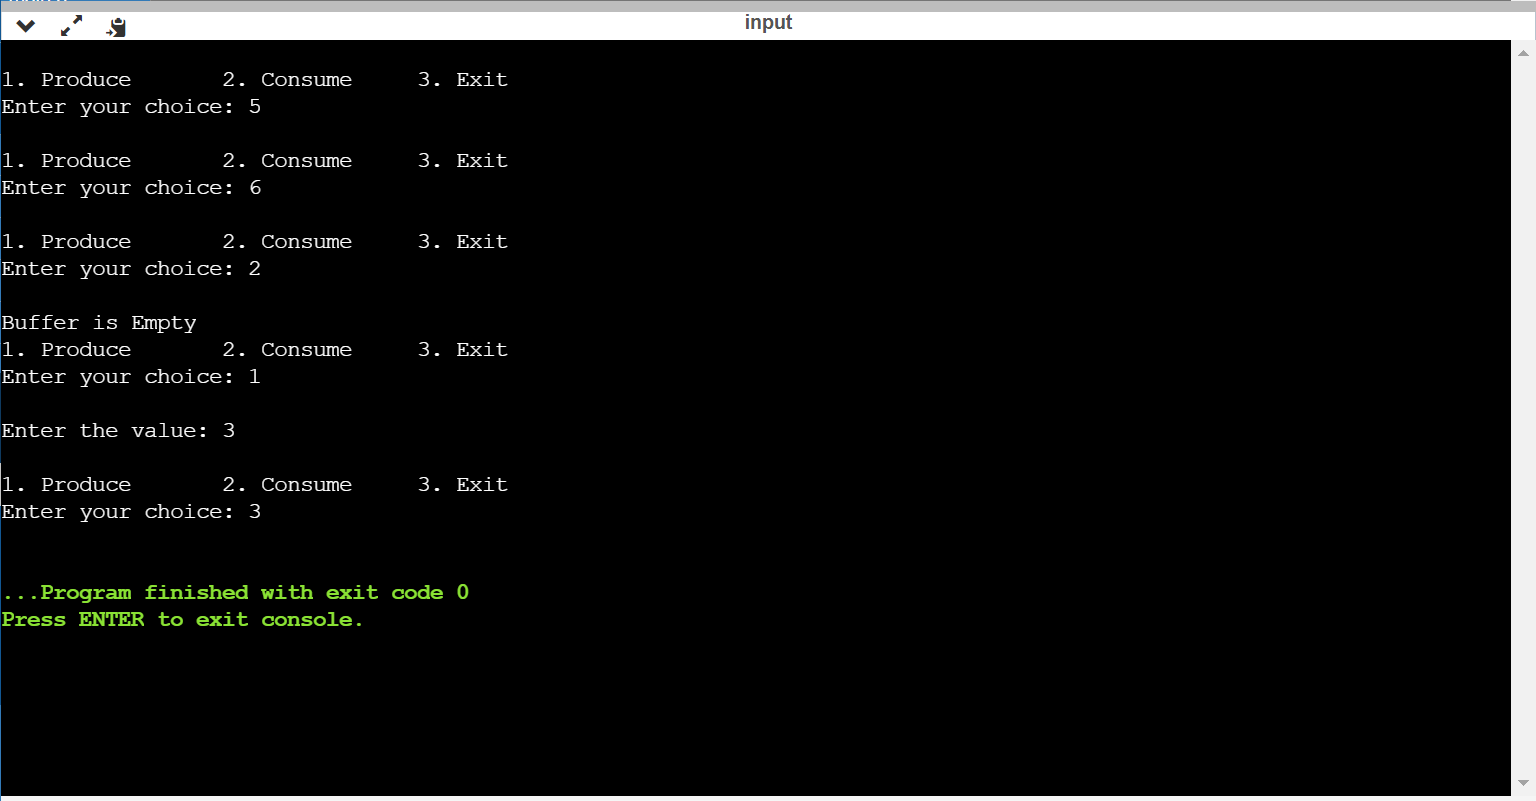 input
1. Produce 2. Consume 3. Exit
Enter your choice: 5
1. Produce 2. Consume 3. Exit
Enter your choice: 6
1. Produce 2. Consume 3. Exit
Enter your choice: 2
Buffer is Empty
1. Produce 2. Consume 3. Exit
Enter your choice: 1
Enter the value: 3
1. Produce 2. Consume 3. Exit
Enter your choice: 3
...Program finished with exit code 0
Press ENTER to exit console.